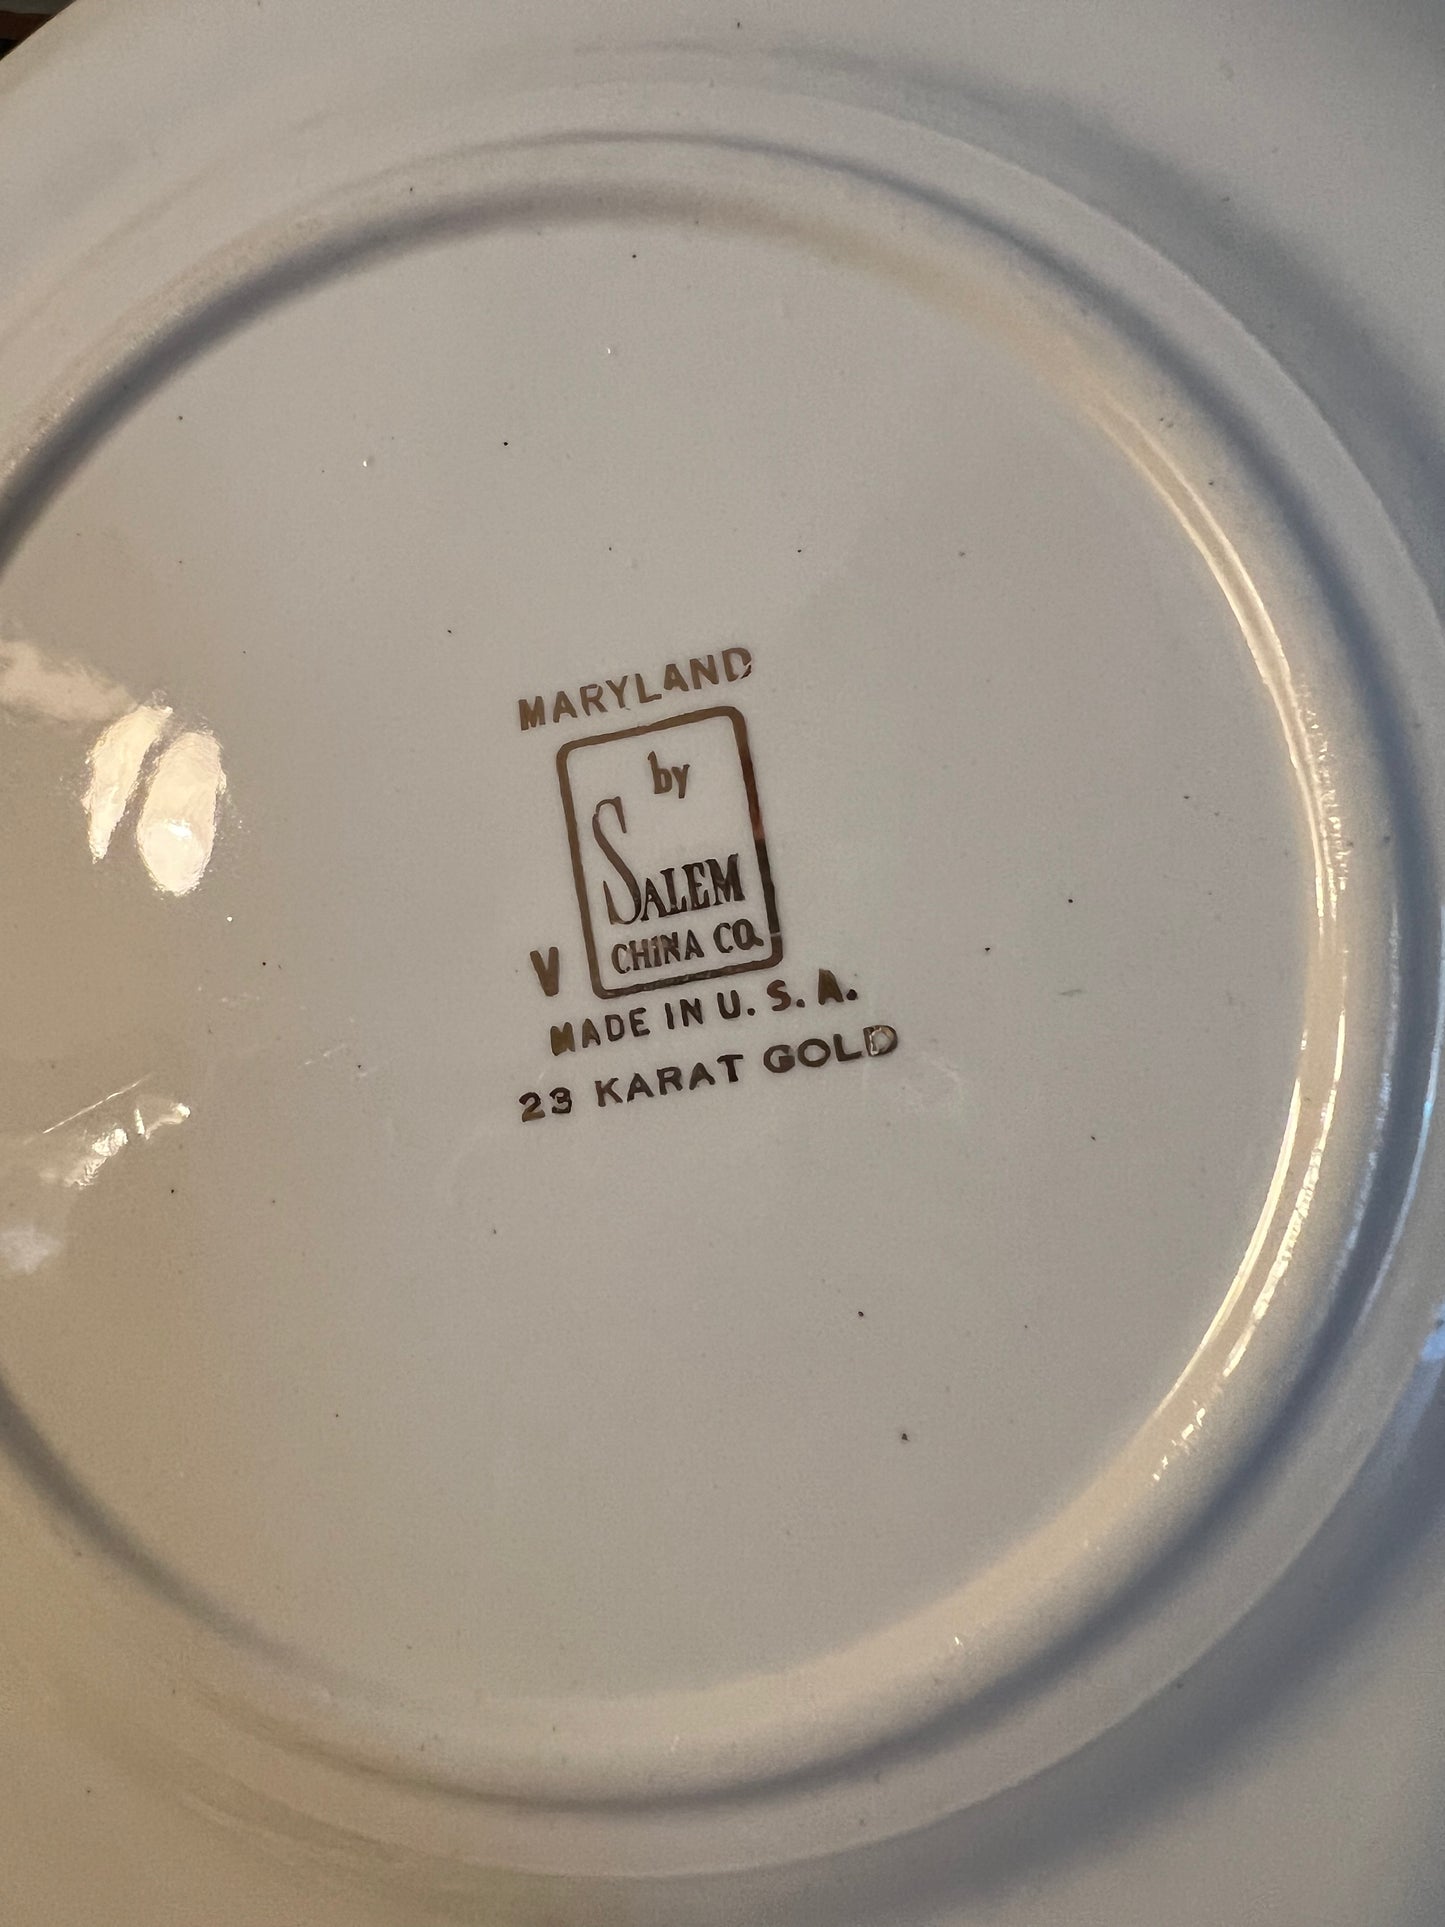 MARYLAND
by
SALEM
CHINA CO.
V
MADE IN U. S. A.
23 KARAT GOLD